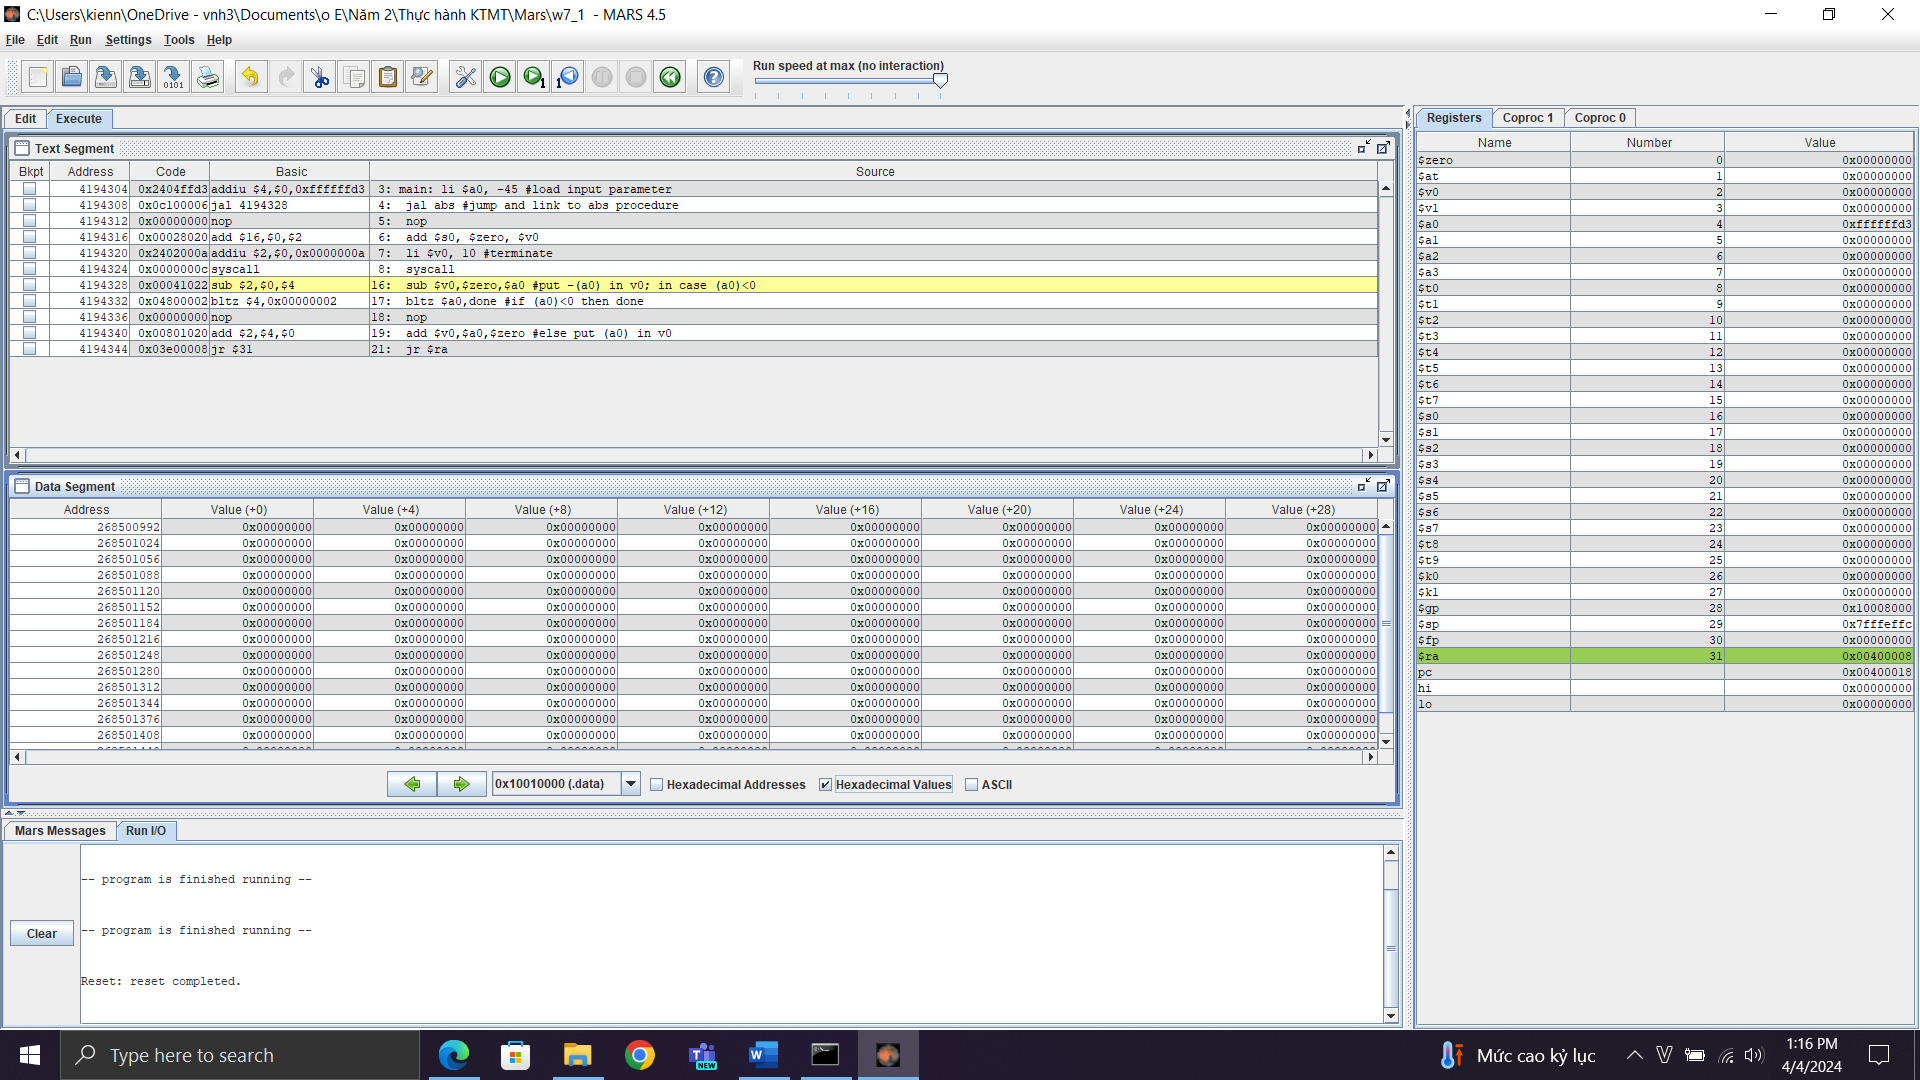 C:\Users\kienn\OneDrive - vnh3\Documents\o E\Năm 2\Thực hành KTMT\Mars\w7_1 - MARS 4.5
File Edit Run Settings Tools Help
Run speed at max (no interaction)
Edit Execute
Text Segment
Bkpt Address Code Basic Source
4194304 0x2404ffd3 addiu $4,$0,0xffffffd3 3: main: li $a0, -45 #load input parameter
4194308 0x0c100006 jal 4194328 4: jal abs #jump and link to abs procedure
4194312 0x00000000 nop 5: nop
4194316 0x00028020 add $16,$0,$2 6: add $s0, $zero, $v0
4194320 0x2402000a addiu $2,$0,0x0000000a 7: li $v0, 10 #terminate
4194324 0x0000000c syscall 8: syscall
4194328 0x00041022 sub $2,$0,$4 16: sub $v0,$zero,$a0 #put -(a0) in v0; in case (a0)<0
4194332 0x04800002 bltz $4,0x00000002 17: bltz $a0,done #if (a0)<0 then done
4194336 0x00000000 nop 18: nop
4194340 0x00801020 add $2,$4,$0 19: add $v0,$a0,$zero #else put (a0) in v0
4194344 0x03e00008 jr $31 21: jr $ra
Data Segment
Address Value (+0) Value (+4) Value (+8) Value (+12) Value (+16) Value (+20) Value (+24) Value (+28)
268500992 0x00000000 0x00000000 0x00000000 0x00000000 0x00000000 0x00000000 0x00000000 0x00000000
268501024 0x00000000 0x00000000 0x00000000 0x00000000 0x00000000 0x00000000 0x00000000 0x00000000
268501056 0x00000000 0x00000000 0x00000000 0x00000000 0x00000000 0x00000000 0x00000000 0x00000000
268501088 0x00000000 0x00000000 0x00000000 0x00000000 0x00000000 0x00000000 0x00000000 0x00000000
268501120 0x00000000 0x00000000 0x00000000 0x00000000 0x00000000 0x00000000 0x00000000 0x00000000
268501152 0x00000000 0x00000000 0x00000000 0x00000000 0x00000000 0x00000000 0x00000000 0x00000000
268501184 0x00000000 0x00000000 0x00000000 0x00000000 0x00000000 0x00000000 0x00000000 0x00000000
268501216 0x00000000 0x00000000 0x00000000 0x00000000 0x00000000 0x00000000 0x00000000 0x00000000
268501248 0x00000000 0x00000000 0x00000000 0x00000000 0x00000000 0x00000000 0x00000000 0x00000000
268501280 0x00000000 0x00000000 0x00000000 0x00000000 0x00000000 0x00000000 0x00000000 0x00000000
268501312 0x00000000 0x00000000 0x00000000 0x00000000 0x00000000 0x00000000 0x00000000 0x00000000
268501344 0x00000000 0x00000000 0x00000000 0x00000000 0x00000000 0x00000000 0x00000000 0x00000000
268501376 0x00000000 0x00000000 0x00000000 0x00000000 0x00000000 0x00000000 0x00000000 0x00000000
268501408 0x00000000 0x00000000 0x00000000 0x00000000 0x00000000 0x00000000 0x00000000 0x00000000
0x10010000 (.data) Hexadecimal Addresses Hexadecimal Values ASCII
Mars Messages Run I/O
-- program is finished running --
-- program is finished running --
Reset: reset completed.
Clear
Registers Coproc 1 Coproc 0
Name Number Value
$zero 0 0x00000000
$at 1 0x00000000
$v0 2 0x00000000
$v1 3 0x00000000
$a0 4 0xffffffd3
$a1 5 0x00000000
$a2 6 0x00000000
$a3 7 0x00000000
$t0 8 0x00000000
$t1 9 0x00000000
$t2 10 0x00000000
$t3 11 0x00000000
$t4 12 0x00000000
$t5 13 0x00000000
$t6 14 0x00000000
$t7 15 0x00000000
$s0 16 0x00000000
$s1 17 0x00000000
$s2 18 0x00000000
$s3 19 0x00000000
$s4 20 0x00000000
$s5 21 0x00000000
$s6 22 0x00000000
$s7 23 0x00000000
$t8 24 0x00000000
$t9 25 0x00000000
$k0 26 0x00000000
$k1 27 0x00000000
$gp 28 0x10008000
$sp 29 0x7fffeffc
$fp 30 0x00000000
$ra 31 0x00400008
pc 0x00400018
hi 0x00000000
lo 0x00000000
Type here to search
NEW
Mức cao kỷ lục
1:16 PM
4/4/2024